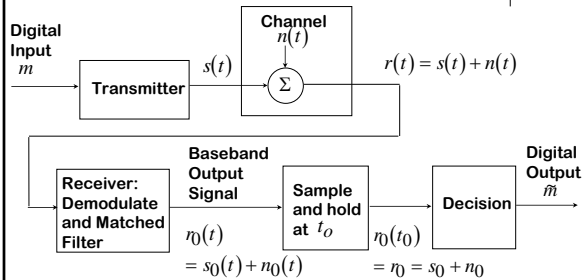 Digital
Input
m
Transmitter
s(t)
Channel
n(t)
Σ
r(t) = s(t) + n(t)
Receiver:
Demodulate
and Matched
Filter
Baseband
Output
Signal
r0(t)
= s0(t) + n0(t)
Sample
and hold
at to
r0(t0)
= r0 = s0 + n0
Decision
Digital
Output
m̃